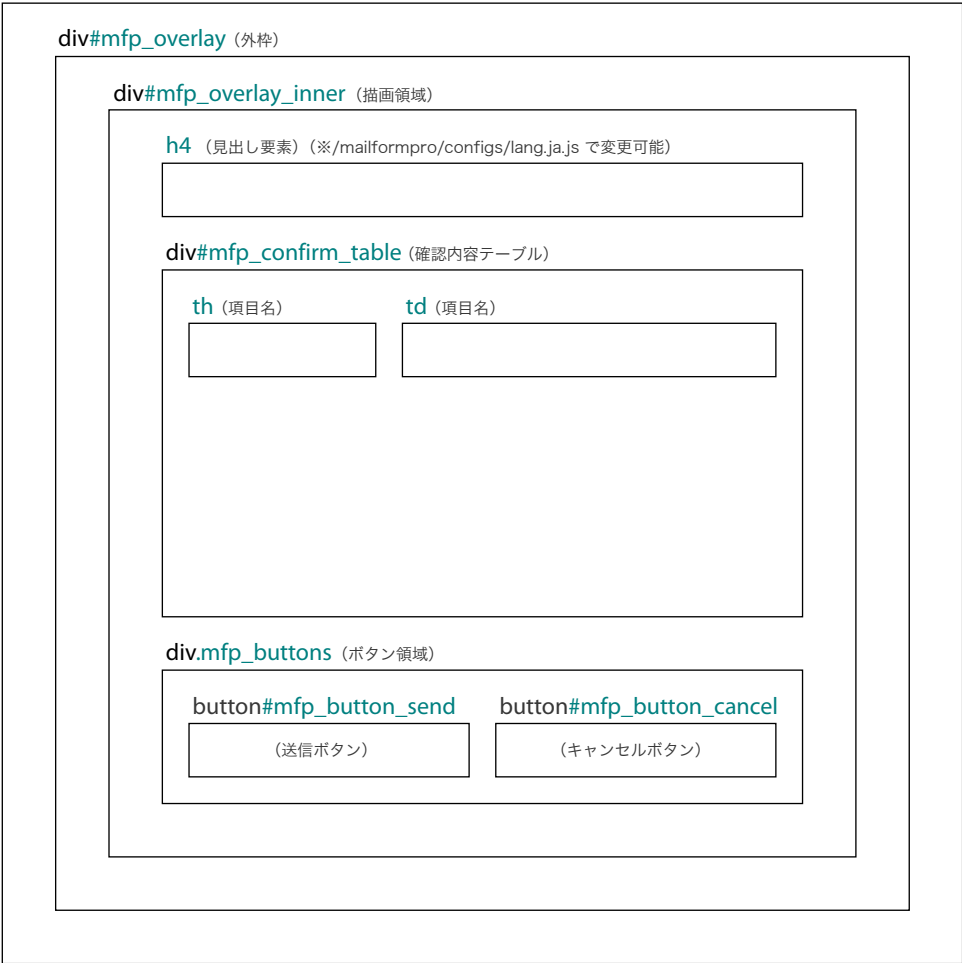 div#mfp_overlay（外枠）
div#mfp_overlay_inner（描画領域）
h4（見出し要素）（※/mailformpro/configs/lang.ja.js で変更可能）
div#mfp_confirm_table（確認内容テーブル）
th（項目名） td（項目名）
div.mfp_buttons（ボタン領域）
button#mfp_button_send button#mfp_button_cancel
（送信ボタン） （キャンセルボタン）